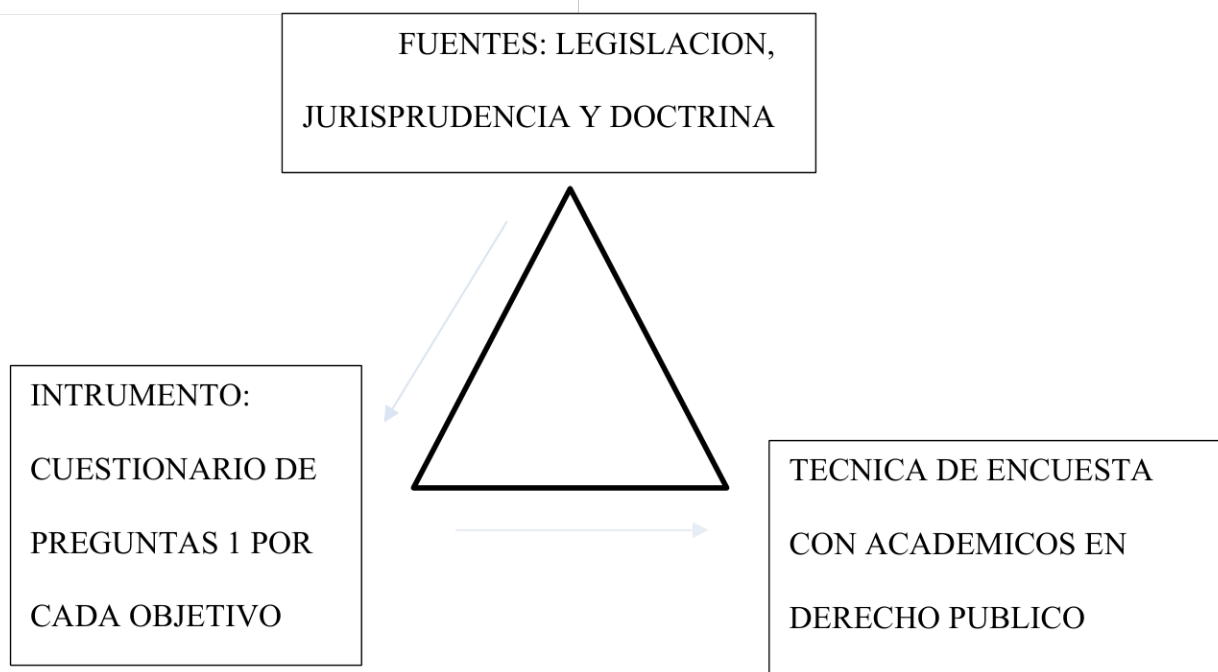 FUENTES: LEGISLACION,
JURISPRUDENCIA Y DOCTRINA
INTRUMENTO:
CUESTIONARIO DE
PREGUNTAS 1 POR
CADA OBJETIVO
TECNICA DE ENCUESTA
CON ACADEMICOS EN
DERECHO PUBLICO